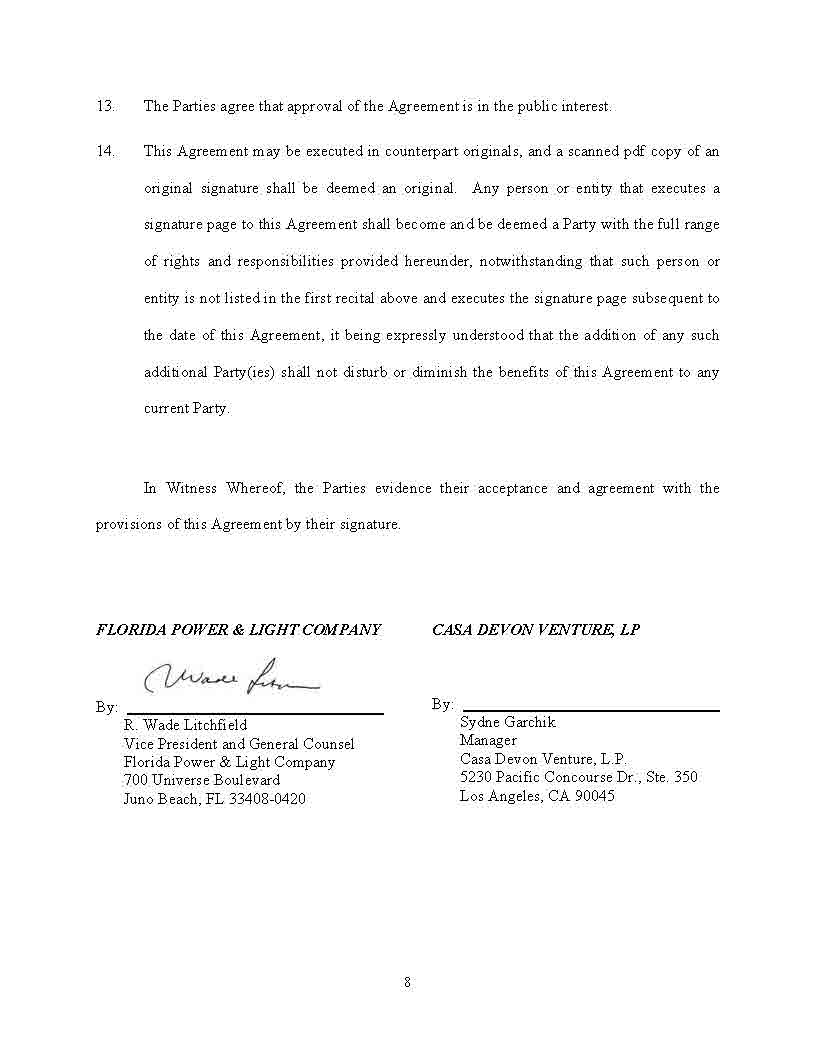 13. The Parties agree that approval of the Agreement is in the public interest.
14. This Agreement may be executed in counterpart originals, and a scanned pdf copy of an
original signature shall be deemed an original. Any person or entity that executes a
signature page to this Agreement shall become and be deemed a Party with the full range
of rights and responsibilities provided hereunder, notwithstanding that such person or
entity is not listed in the first recital above and executes the signature page subsequent to
the date of this Agreement, it being expressly understood that the addition of any such
additional Party(ies) shall not disturb or diminish the benefits of this Agreement to any
current Party.
In Witness Whereof, the Parties evidence their acceptance and agreement with the
provisions of this Agreement by their signature.
FLORIDA POWER & LIGHT COMPANY
Wade
By:
R. Wade Litchfield
Vice President and General Counsel
Florida Power & Light Company
700 Universe Boulevard
Juno Beach, FL 33408-0420
CASA DEVON VENTURE, LP
By:
Sydne Garchik
Manager
Casa Devon Venture, L.P.
5230 Pacific Concourse Dr., Ste. 350
Los Angeles, CA 90045
8